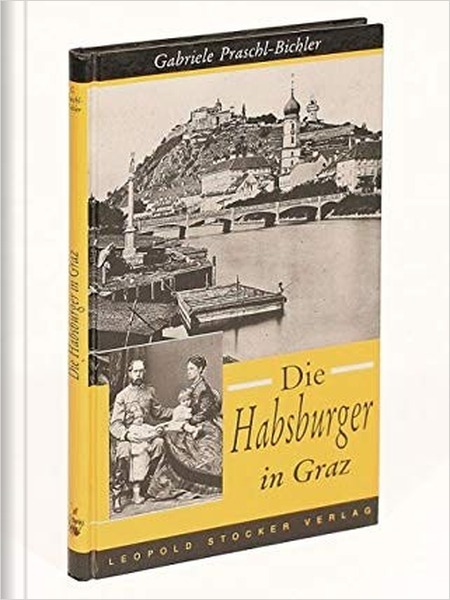 Gabriele Praschl-Bichler
Die
Habsburger
in Graz
LEOPOLD STOCKER VERLAG
Die Habsburger in Graz